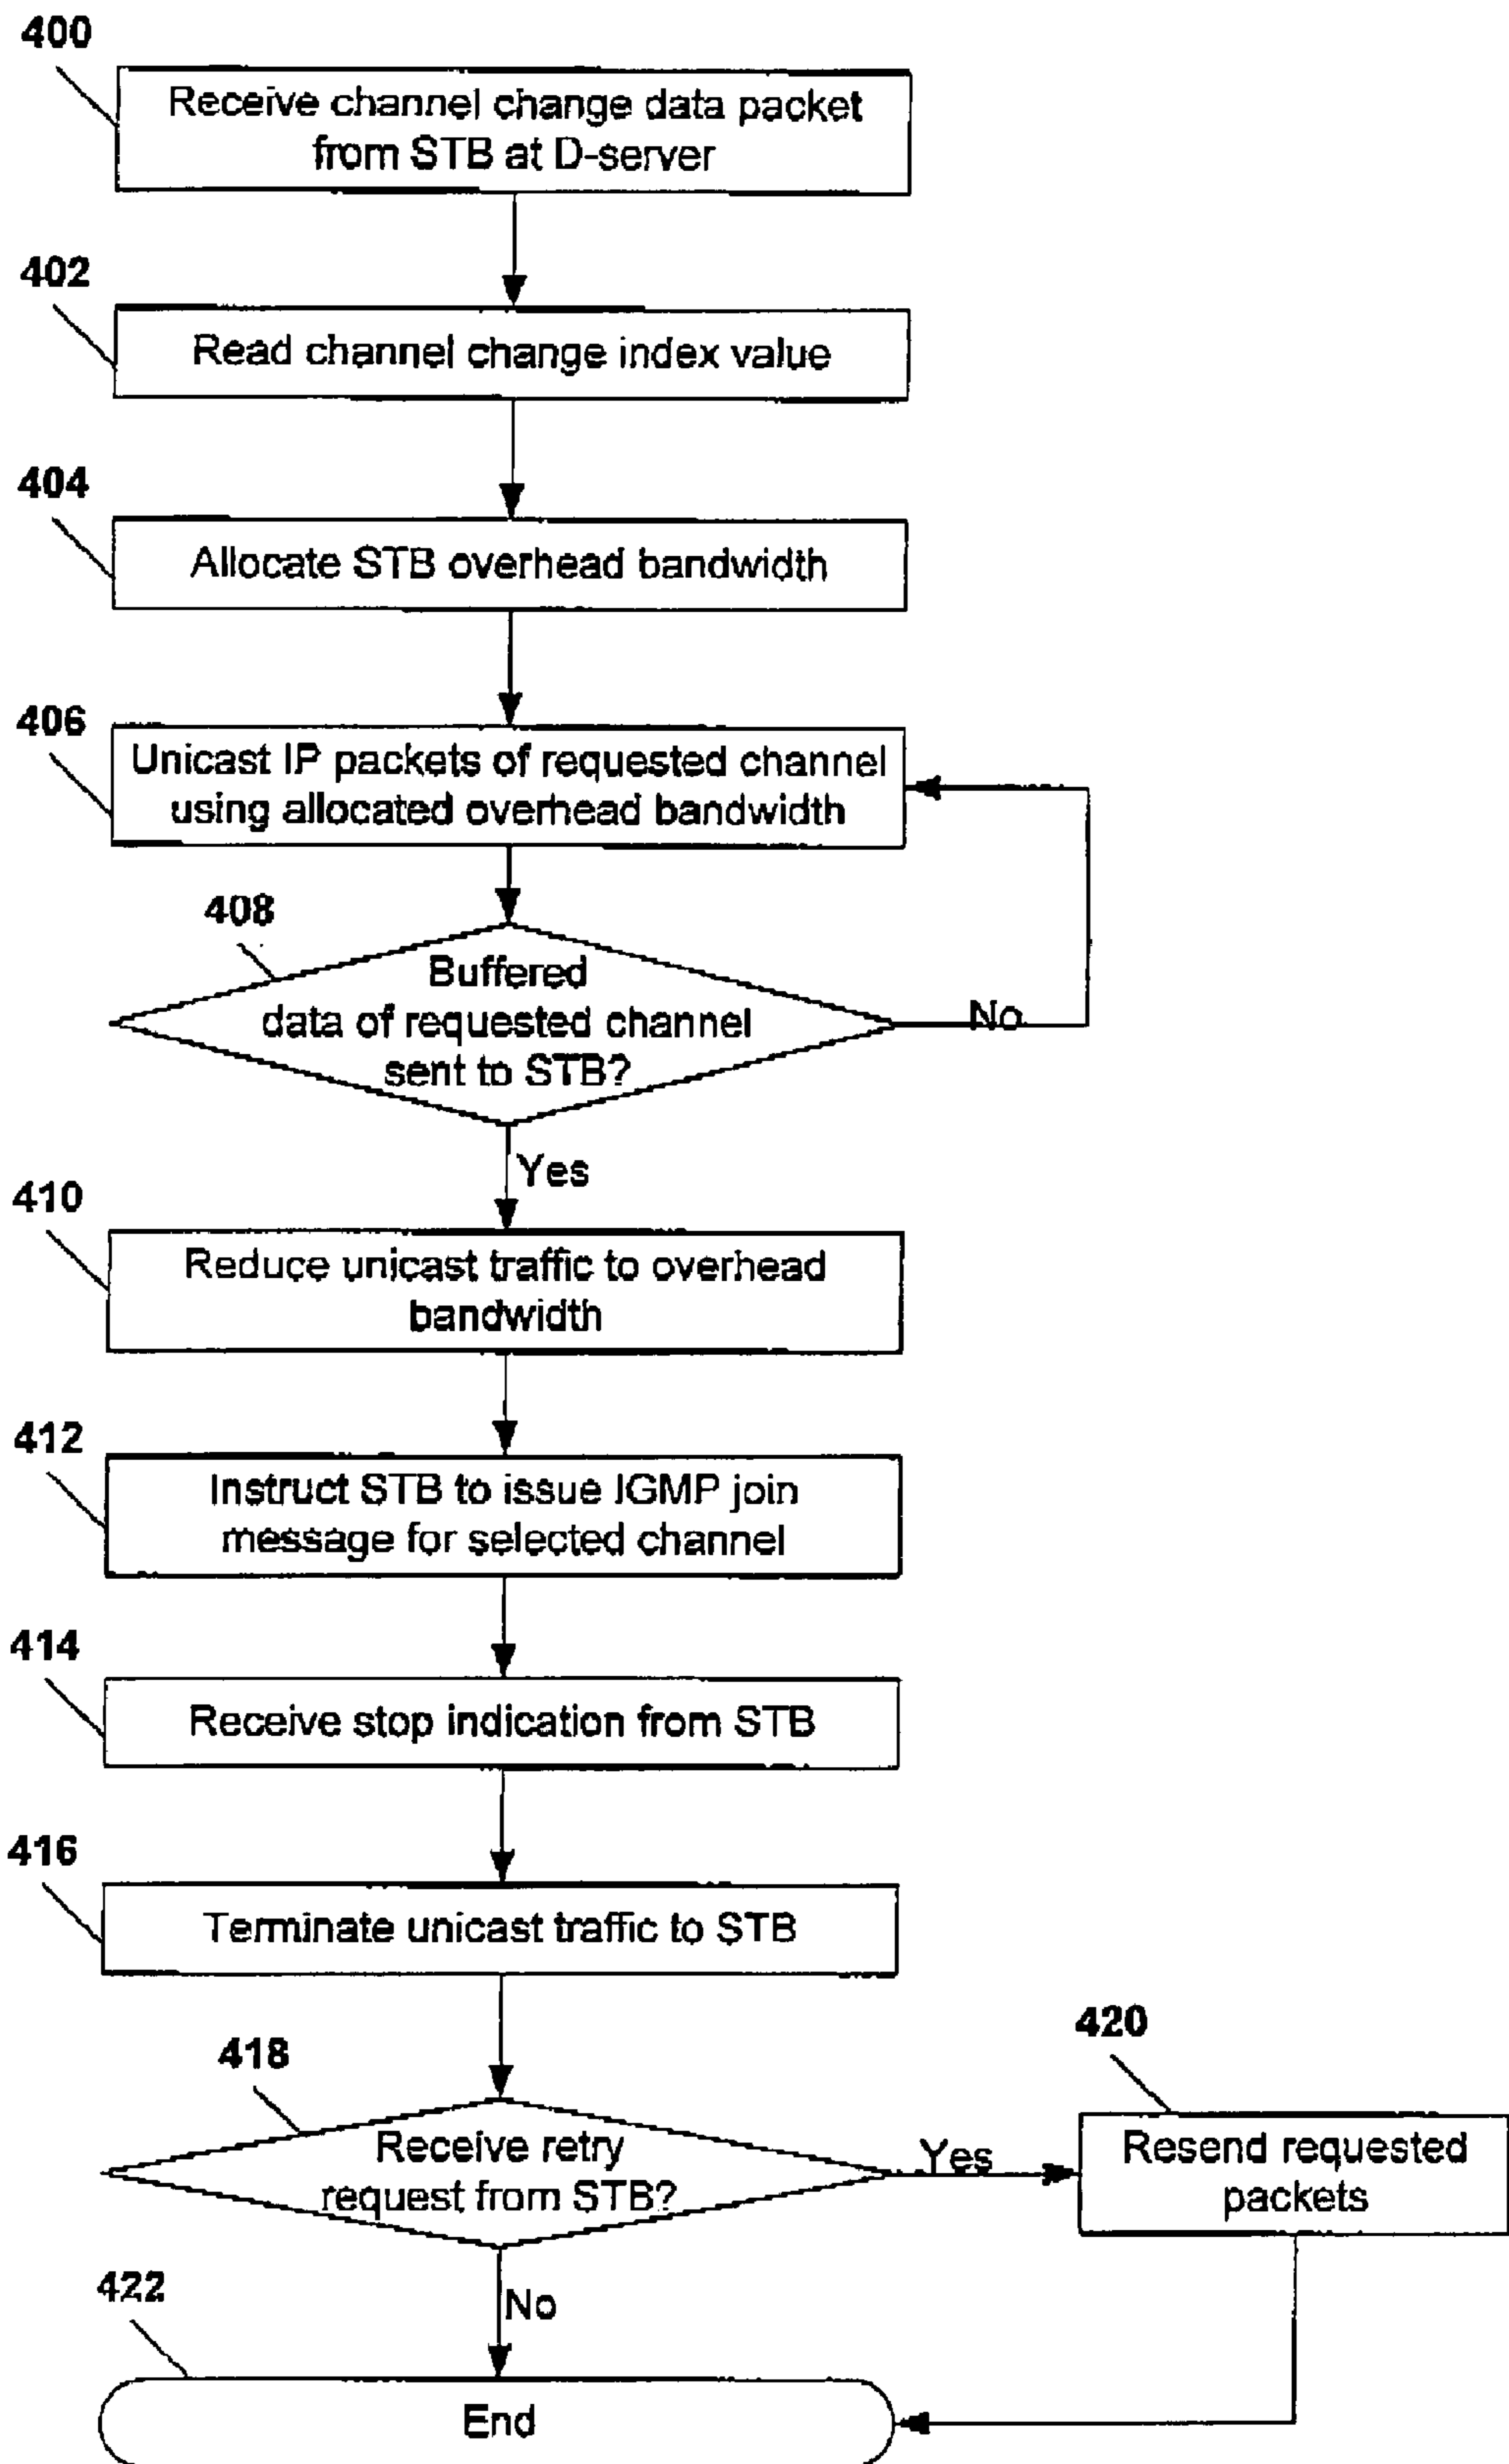 400
Receive channel change data packet
from STB at D-server
402
Read channel change index value
404
Allocate STB overhead bandwidth
406
Unicast IP packets of requested channel
using allocated overhead bandwidth
408
Buffered
data of requested channel
sent to STB?
No
Yes
410
Reduce unicast traffic to overhead
bandwidth
412
Instruct STB to issue IGMP join
message for selected channel
414
Receive stop indication from STB
416
Terminate unicast traffic to STB
418
Receive retry
request from STB?
Yes
420
Resend requested
packets
No
422
End